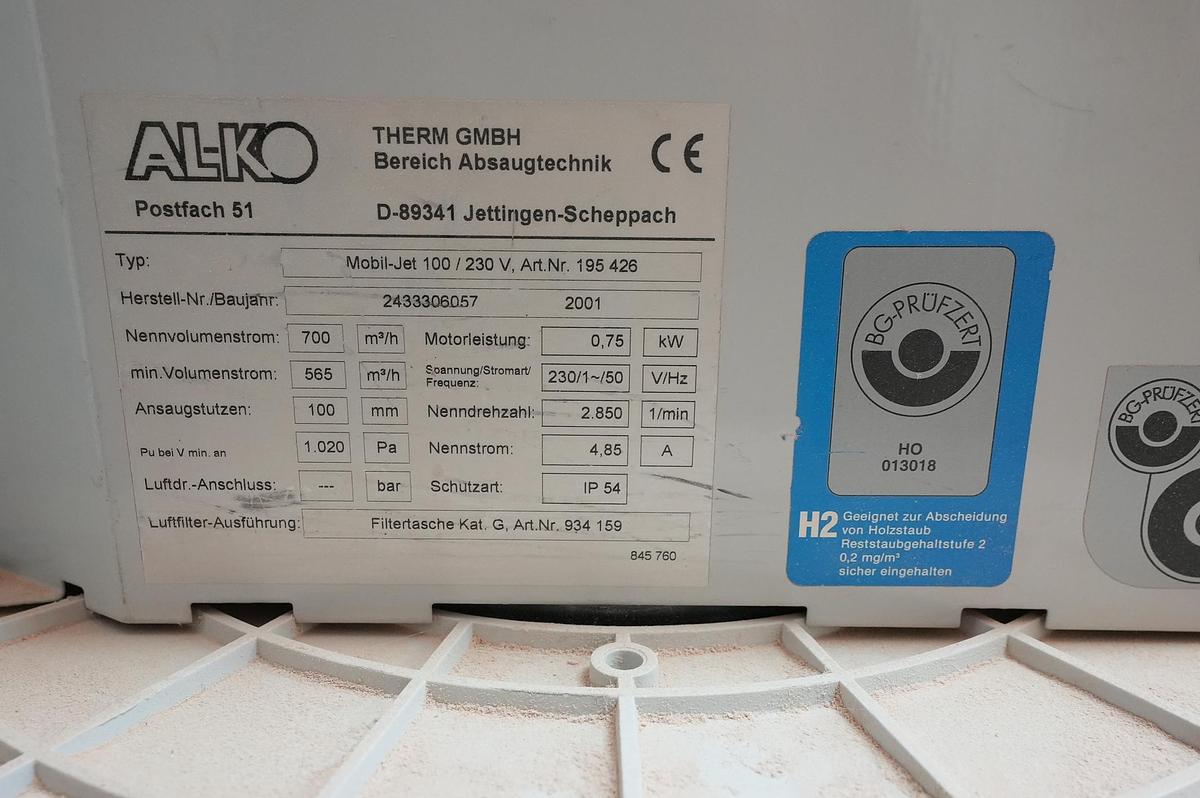 AL-KO
THERM GMBH
Bereich Absaugtechnik
CE
Postfach 51 D-89341 Jettingen-Scheppach
Typ: Mobil-Jet 100 / 230 V, Art.Nr. 195 426
Herstell-Nr./Baujahr: 2433306057 2001
Nennvolumenstrom: 700 m³/h Motorleistung: 0,75 kW
min.Volumenstrom: 565 m³/h Spannung/Stromart/ Frequenz: 230/1~/50 V/Hz
Ansaugstutzen: 100 mm Nenndrehzahl: 2.850 1/min
Pu bei V min. an 1.020 Pa Nennstrom: 4,85 A
Luftdr.-Anschluss: --- bar Schutzart: IP 54
Luftfilter-Ausführung: Filtertasche Kat. G, Art.Nr. 934 159
845 760
BG-PRÜFZERT
HO
013018
H2 Geeignet zur Abscheidung
von Holzstaub
Reststaubgehaltstufe 2
0,2 mg/m³
sicher eingehalten
BG-PRÜFZERT